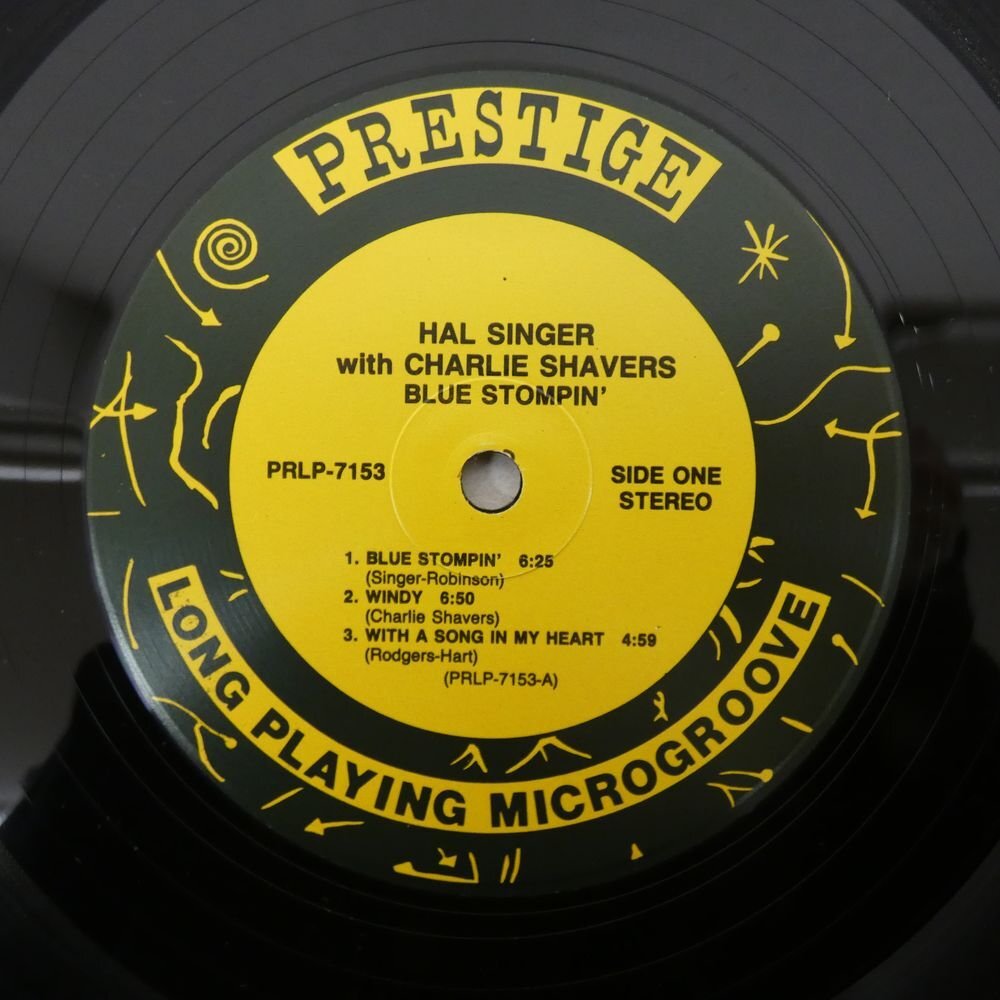 PRESTIGE
HAL SINGER
with CHARLIE SHAVERS
BLUE STOMPIN'
PRLP-7153
SIDE ONE
STEREO
1. BLUE STOMPIN' 6:25
(Singer-Robinson)
2. WINDY 6:50
(Charlie Shavers)
3. WITH A SONG IN MY HEART 4:59
(Rodgers-Hart)
(PRLP-7153-A)
LONG PLAYING MICROGROOVE